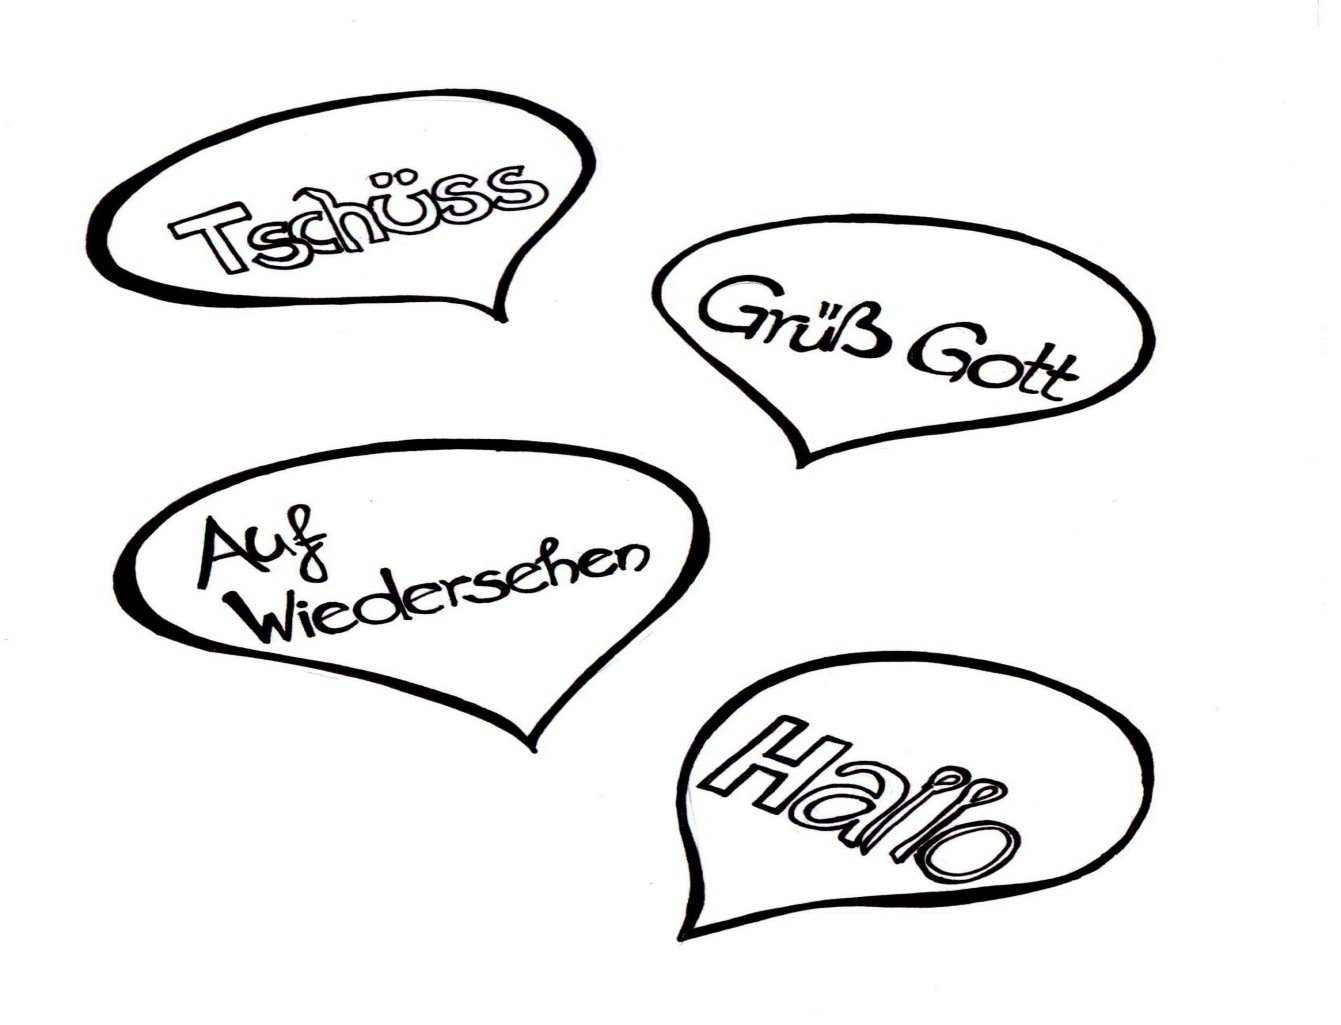 Tschüss
Grüß Gott
Auf
Wiedersehen
Hallo